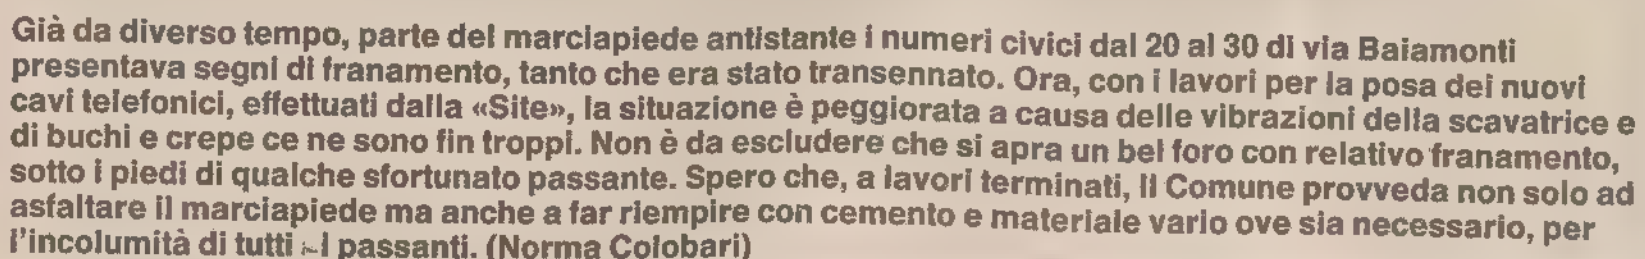 Già da diverso tempo, parte del marciapiede antistante i numeri civici dal 20 al 30 di via Baiamonti
presentava segni di franamento, tanto che era stato transennato. Ora, con i lavori per la posa dei nuovi
cavi telefonici, effettuati dalla «Site», la situazione è peggiorata a causa delle vibrazioni della scavatrice e
di buchi e crepe ce ne sono fin troppi. Non è da escludere che si apra un bel foro con relativo franamento,
sotto i piedi di qualche sfortunato passante. Spero che, a lavori terminati, il Comune provveda non solo ad
asfaltare il marciapiede ma anche a far riempire con cemento e materiale vario ove sia necessario, per
l'incolumità di tutti i passanti. (Norma Colobari)